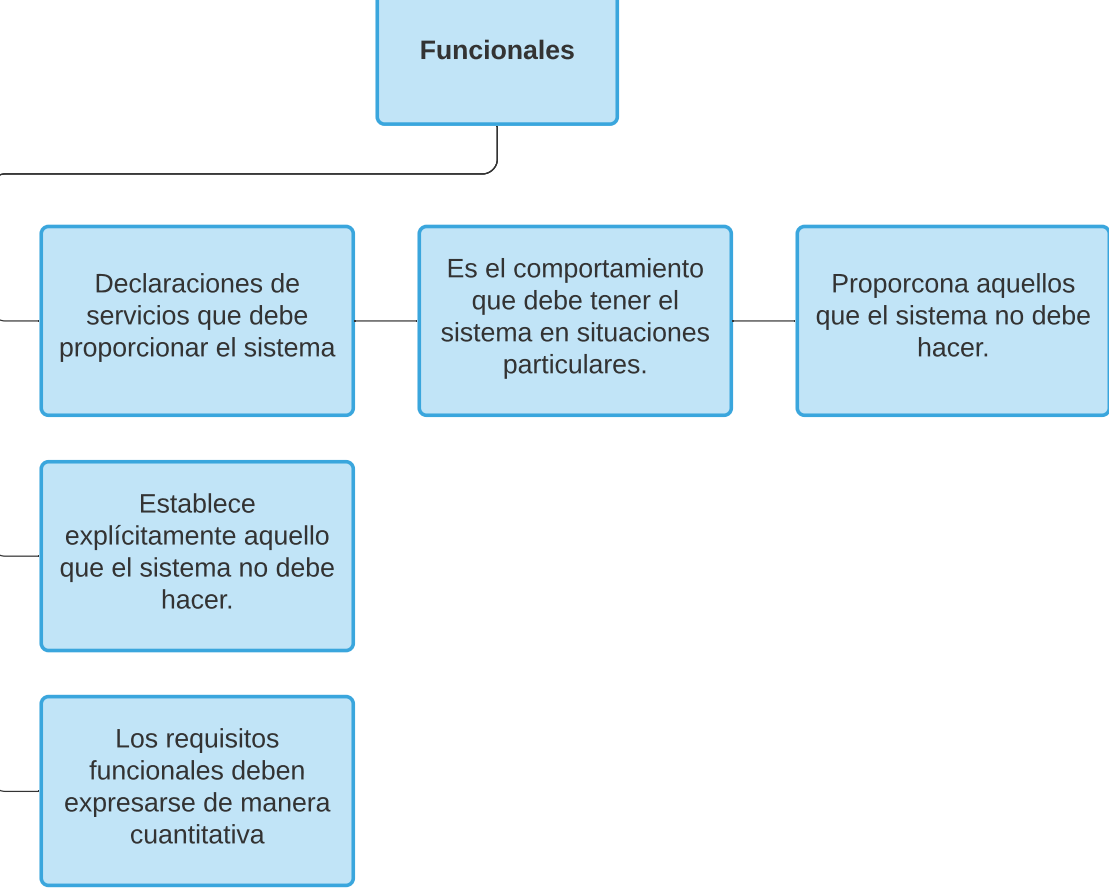 Funcionales
Declaraciones de
servicios que debe
proporcionar el sistema
Es el comportamiento
que debe tener el
sistema en situaciones
particulares.
Proporcona aquellos
que el sistema no debe
hacer.
Establece
explícitamente aquello
que el sistema no debe
hacer.
Los requisitos
funcionales deben
expresarse de manera
cuantitativa